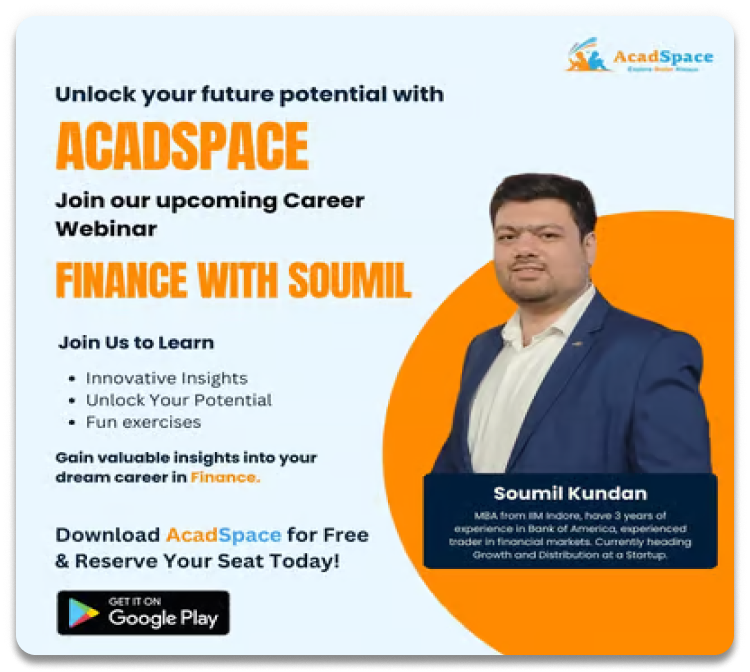 AcadSpace
Unlock your future potential with
ACADSPACE
Join our upcoming Career
Webinar
FINANCE WITH SOUMIL
Join Us to Learn
• Innovative Insights
• Unlock Your Potential
• Fun exercises
Gain valuable insights into your
dream career in Finance.
Download AcadSpace for Free
& Reserve Your Seat Today!
GET IT ON
Google Play
Soumil Kundan
MBA from IIM Indore, have 3 years of
experience in Bank of America, experienced
trader in financial markets. Currently heading
Growth and Distribution at a Startup.